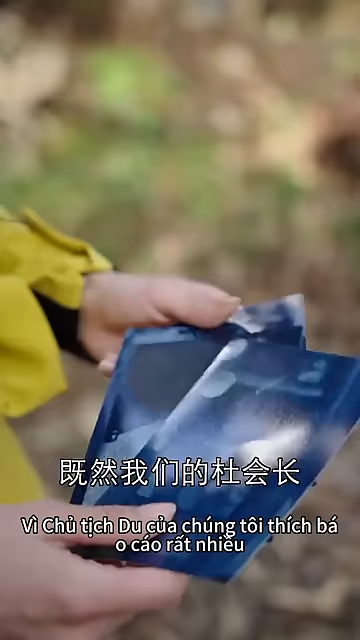 既然我们的杜会长
Vì Chủ tịch Du của chúng tôi thích bá
o cáo rất nhiều